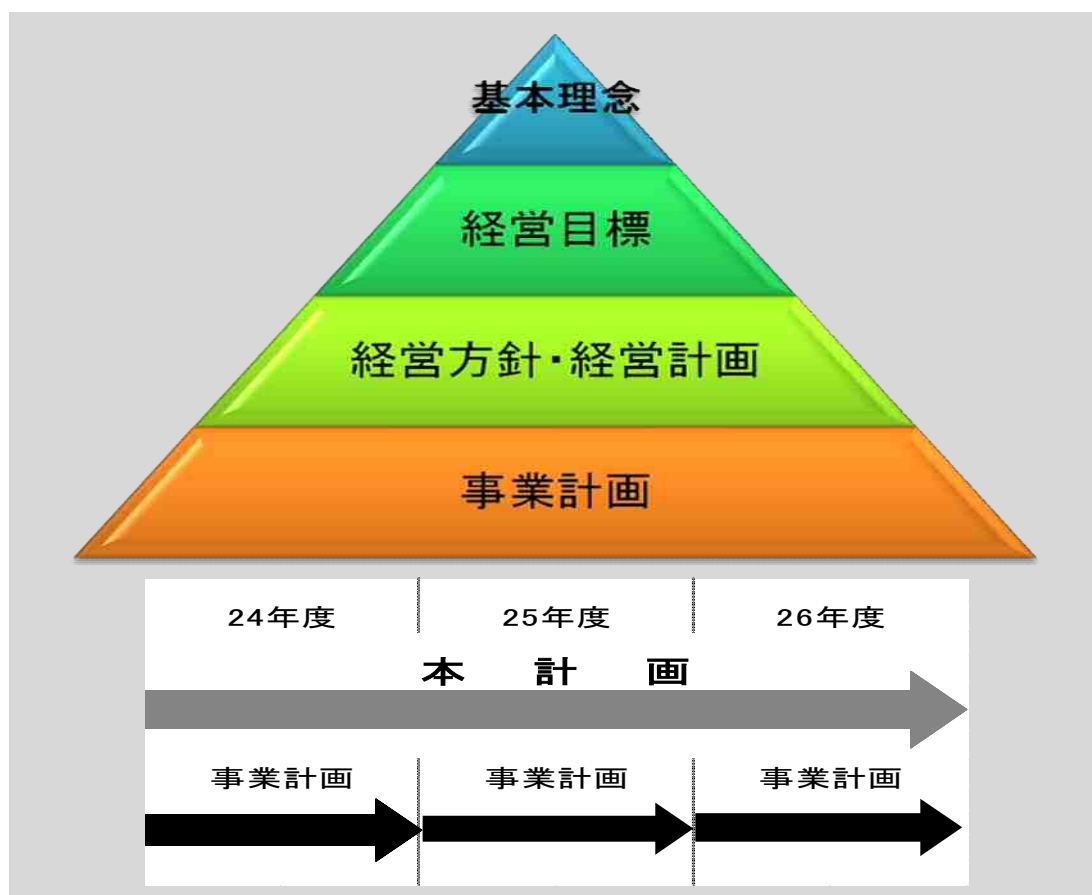 基本理念
経営目標
経営方針・経営計画
事業計画
24年度 25年度 26年度
本 計 画
事業計画 事業計画 事業計画